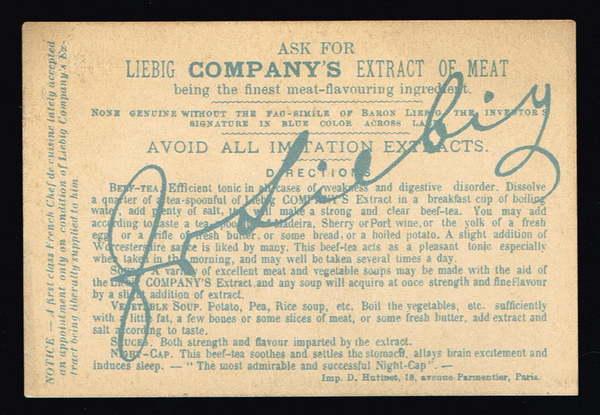 ASK FOR
LIEBIG COMPANY'S EXTRACT OF MEAT
being the finest meat-flavouring ingredient.
NONE GENUINE WITHOUT THE FAC-SIMILE OF BARON LIEBIG THE INVENTOR'S
SIGNATURE IN BLUE COLOR ACROSS LABEL
AVOID ALL IMITATION EXTRACTS.
DIRECTIONS
BEEF-TEA. Efficient tonic in all cases of weakness and digestive disorder. Dissolve
a quarter of a tea-spoonful of Liebig COMPANY'S Extract in a breakfast cup of boiling
water, add plenty of salt, will make a strong and clear beef-tea. You may add
according to taste a tea-spoonful Madeira, Sherry or Port wine, or the yolk of a fresh
egg, or a trifle of fresh butter, or some bread, or a boiled potato. A slight addition of
Worcestershire sauce is liked by many. This beef-tea acts as a pleasant tonic especially
when taken in the morning, and may well be taken several times a day.
SOUP. A variety of excellent meat and vegetable soups may be made with the aid of
the Liebig COMPANY'S Extract and any soup will acquire at once strength and fine flavour
by a slight addition of extract.
VEGETABLE SOUP. Potato, Pea, Rice soup, etc. Boil the vegetables, etc. sufficiently
with a little fat, a few bones or some slices of meat, or some fresh butter, add extract and
salt according to taste.
SAUCES. Both strength and flavour imparted by the extract.
NIGHT-CAP. This beef-tea soothes and settles the stomach, allays brain excitement and
induces sleep. — "The most admirable and successful Night-Cap". —
Imp. D. Hutinet, 18, avenue Parmentier, Paris.
J v Liebig
NOTICE. — A first class French Chef de cuisine lately accepted
an appointment only on condition of Liebig Company's Ex-
tract being liberally supplied to him